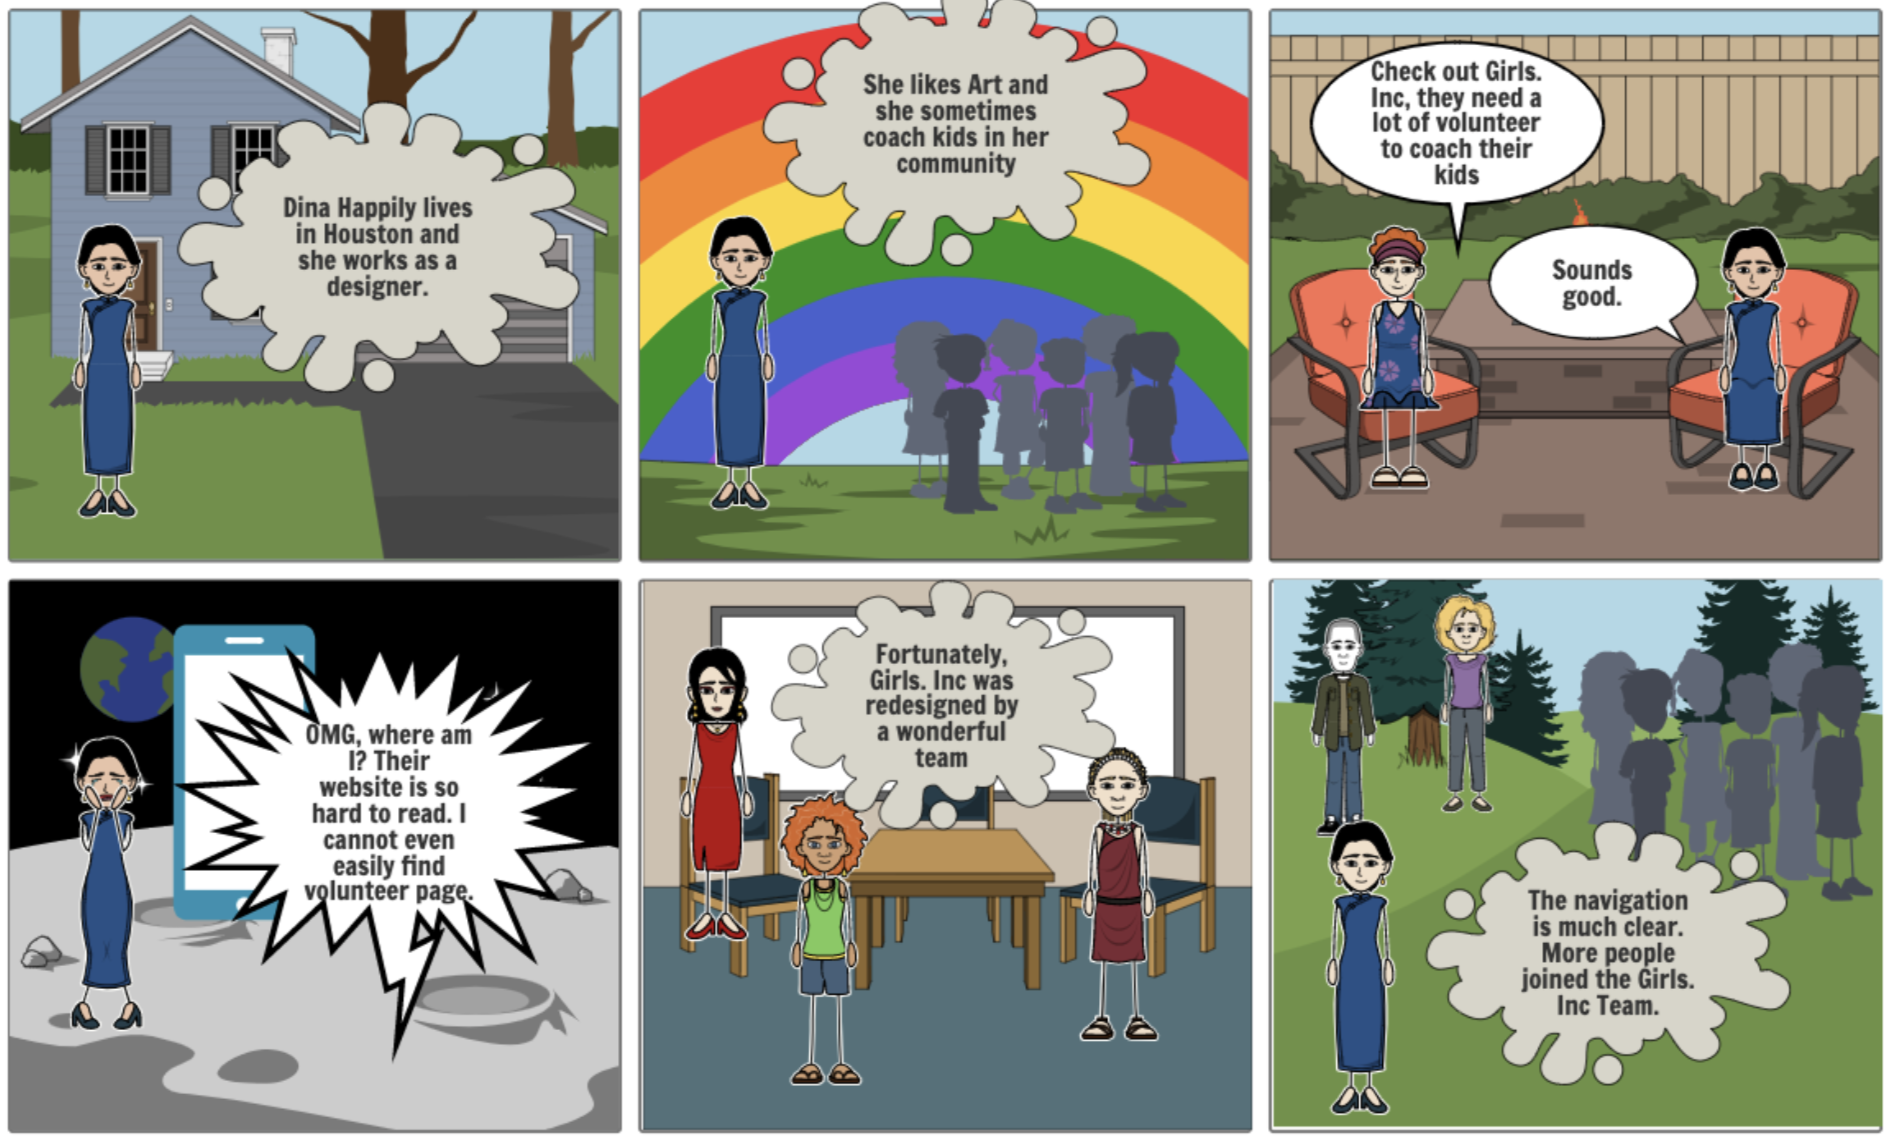 Dina Happily lives
in Houston and
she works as a
designer.
She likes Art and
she sometimes
coach kids in her
community
Check out Girls.
Inc, they need a
lot of volunteer
to coach their
kids
Sounds
good.
OMG, where am
I? Their
website is so
hard to read. I
cannot even
easily find
volunteer page.
Fortunately,
Girls. Inc was
redesigned by
a wonderful
team
The navigation
is much clear.
More people
joined the Girls.
Inc Team.